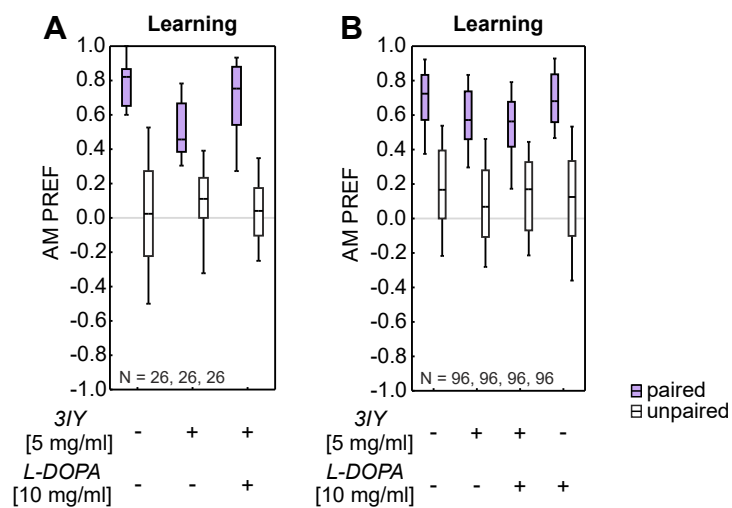 A Learning
B Learning
AM PREF
1.0
0.8
0.6
0.4
0.2
0.0
-0.2
-0.4
-0.6
-0.8
-1.0
N = 26, 26, 26
AM PREF
1.0
0.8
0.6
0.4
0.2
0.0
-0.2
-0.4
-0.6
-0.8
-1.0
N = 96, 96, 96, 96
paired
unpaired
3IY
[5 mg/ml] - + +
L-DOPA
[10 mg/ml] - - +
3IY
[5 mg/ml] - + + -
L-DOPA
[10 mg/ml] - - + +